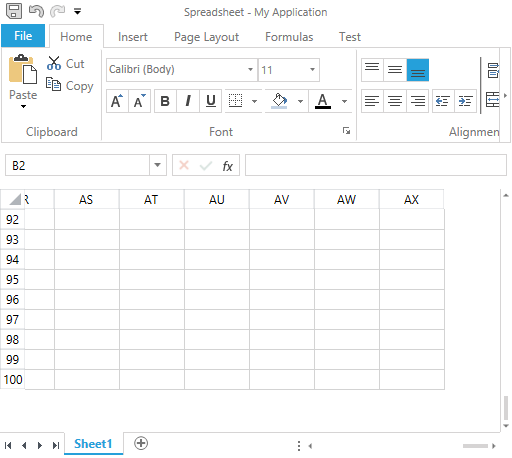 Spreadsheet - My Application
File Home Insert Page Layout Formulas Test
Cut
Calibri (Body) 11
Copy
Paste
A A B I U A
Clipboard Font Alignmen
B2 fx
R AS AT AU AV AW AX
92
93
94
95
96
97
98
99
100
Sheet1